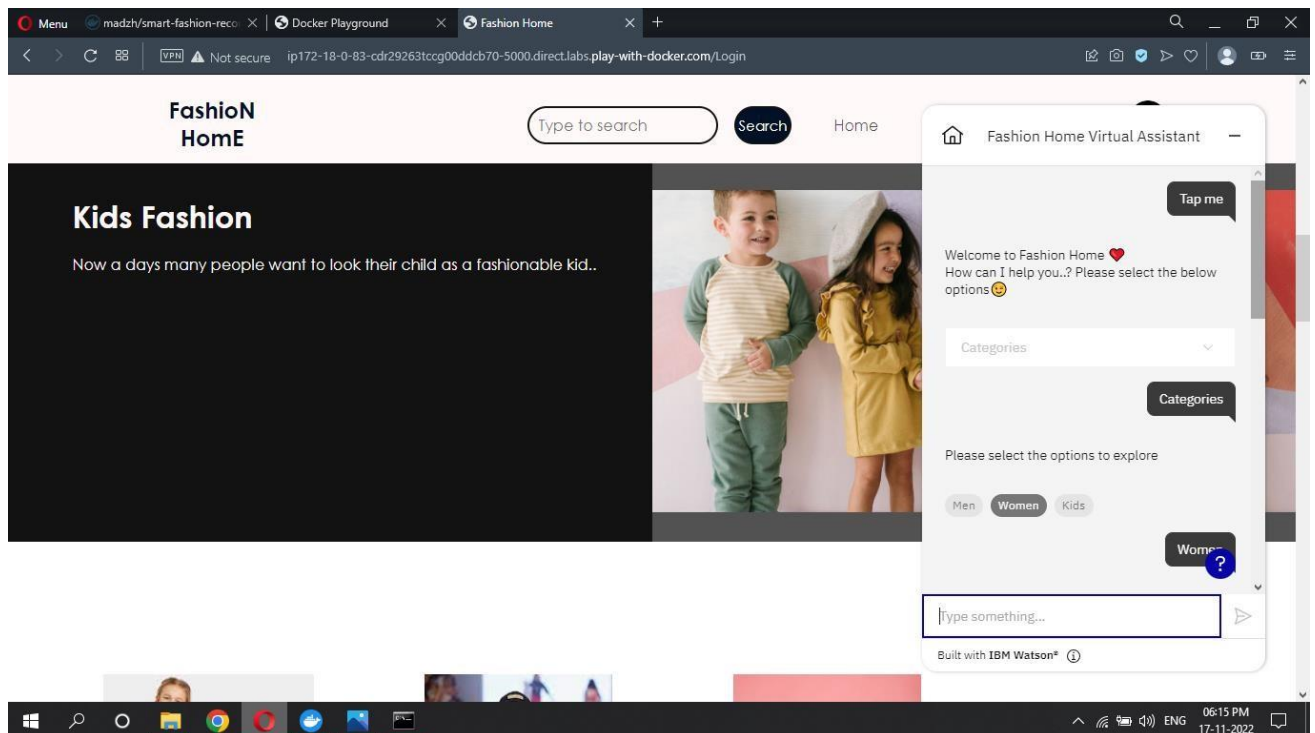 Menu
madzh/smart-fashion-reco
Docker Playground
Fashion Home
VPN
Not secure
ip172-18-0-83-cdr29263tccg00ddcb70-5000.direct.labs.play-with-docker.com/Login
FashioN
HomE
Type to search
Search
Home
Kids Fashion
Now a days many people want to look their child as a fashionable kid..
Fashion Home Virtual Assistant
Tap me
Welcome to Fashion Home ❤️
How can I help you..? Please select the below
options😉
Categories
Categories
Please select the options to explore
Men
Women
Kids
Women
?
Type something...
Built with IBM Watson®
ENG
06:15 PM
17-11-2022